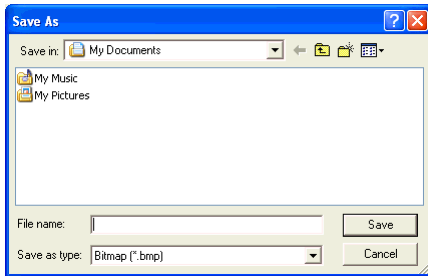 Save As
Save in: My Documents
My Music
My Pictures
File name:
Save
Save as type: Bitmap (*.bmp)
Cancel